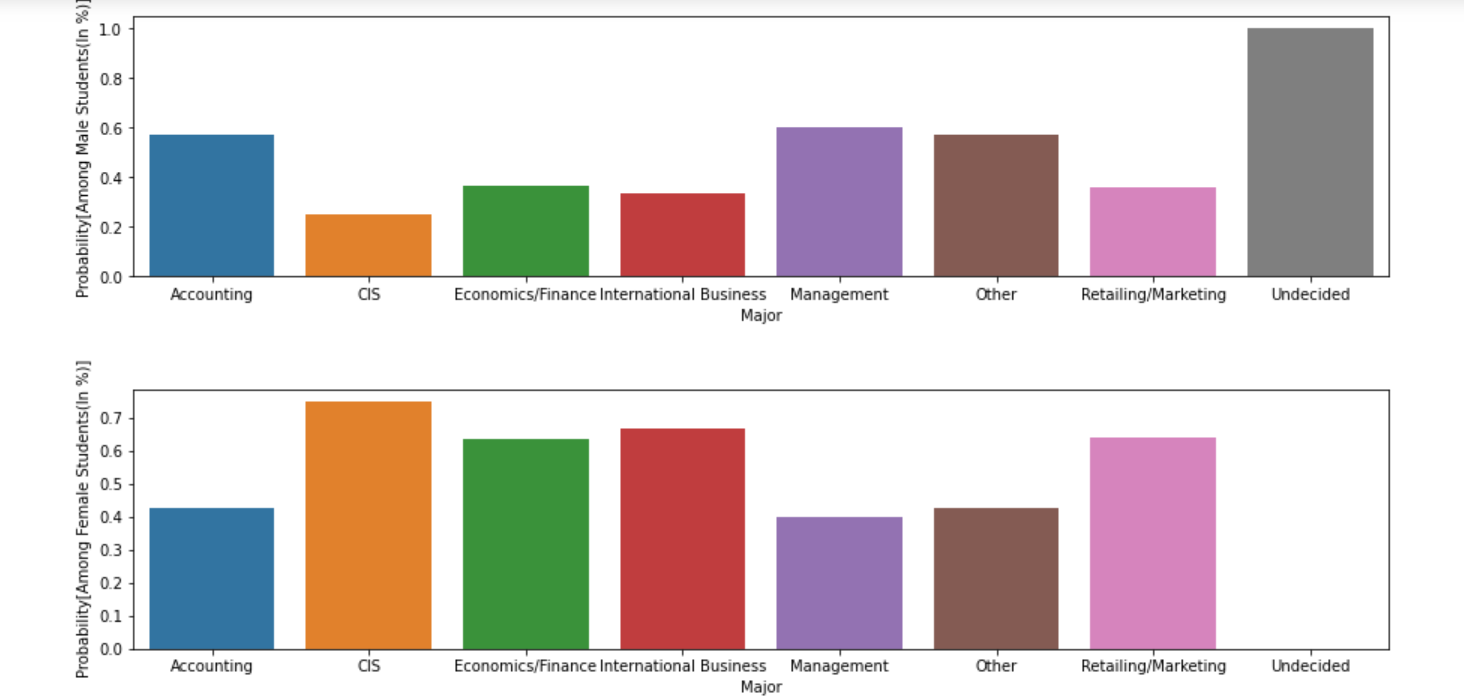 Probability[Among Male Students(In %)]
1.0
0.8
0.6
0.4
0.2
0.0
Accounting CIS Economics/Finance International Business Management Other Retailing/Marketing Undecided
Major
Probability[Among Female Students(In %)]
0.7
0.6
0.5
0.4
0.3
0.2
0.1
0.0
Accounting CIS Economics/Finance International Business Management Other Retailing/Marketing Undecided
Major